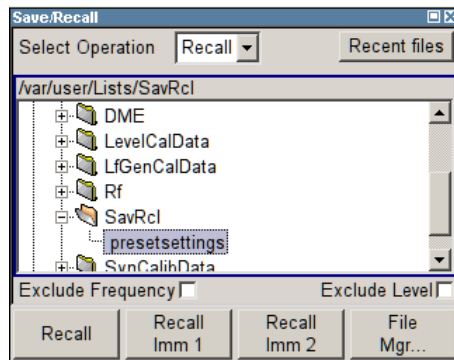 Save/Recall
Select Operation Recall Recent files
/var/user/Lists/SavRcl
DME
LevelCalData
LfGenCalData
Rf
SavRcl
presetsettings
SynCalibData
Exclude Frequency Exclude Level
Recall Recall Imm 1 Recall Imm 2 File Mgr...